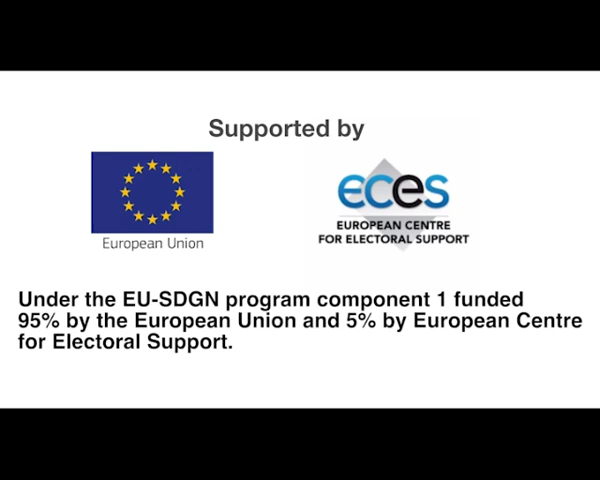 Supported by
European Union
eces
EUROPEAN CENTRE
FOR ELECTORAL SUPPORT
Under the EU-SDGN program component 1 funded
95% by the European Union and 5% by European Centre
for Electoral Support.